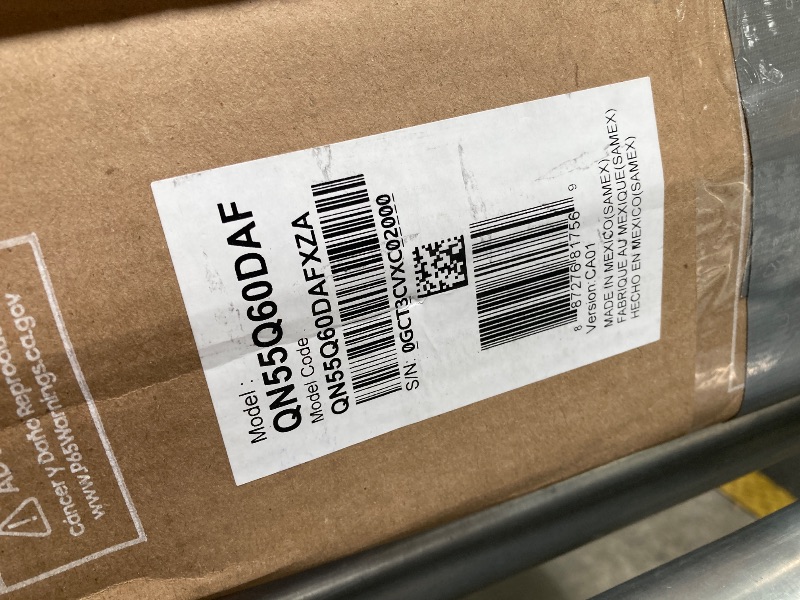 Model :
QN55Q60DAF
Model Code
QN55Q60DAFXZA
S/N: 0GCT3CVXC02000
8 87276 81756 9
Version:CA01
MADE IN MEXICO(SAMEX)
FABRIQUE AU MEXIQUE(SAMEX)
HECHO EN MEXICO(SAMEX)
Cáncer y Daño
www.p65warnings.ca.gov